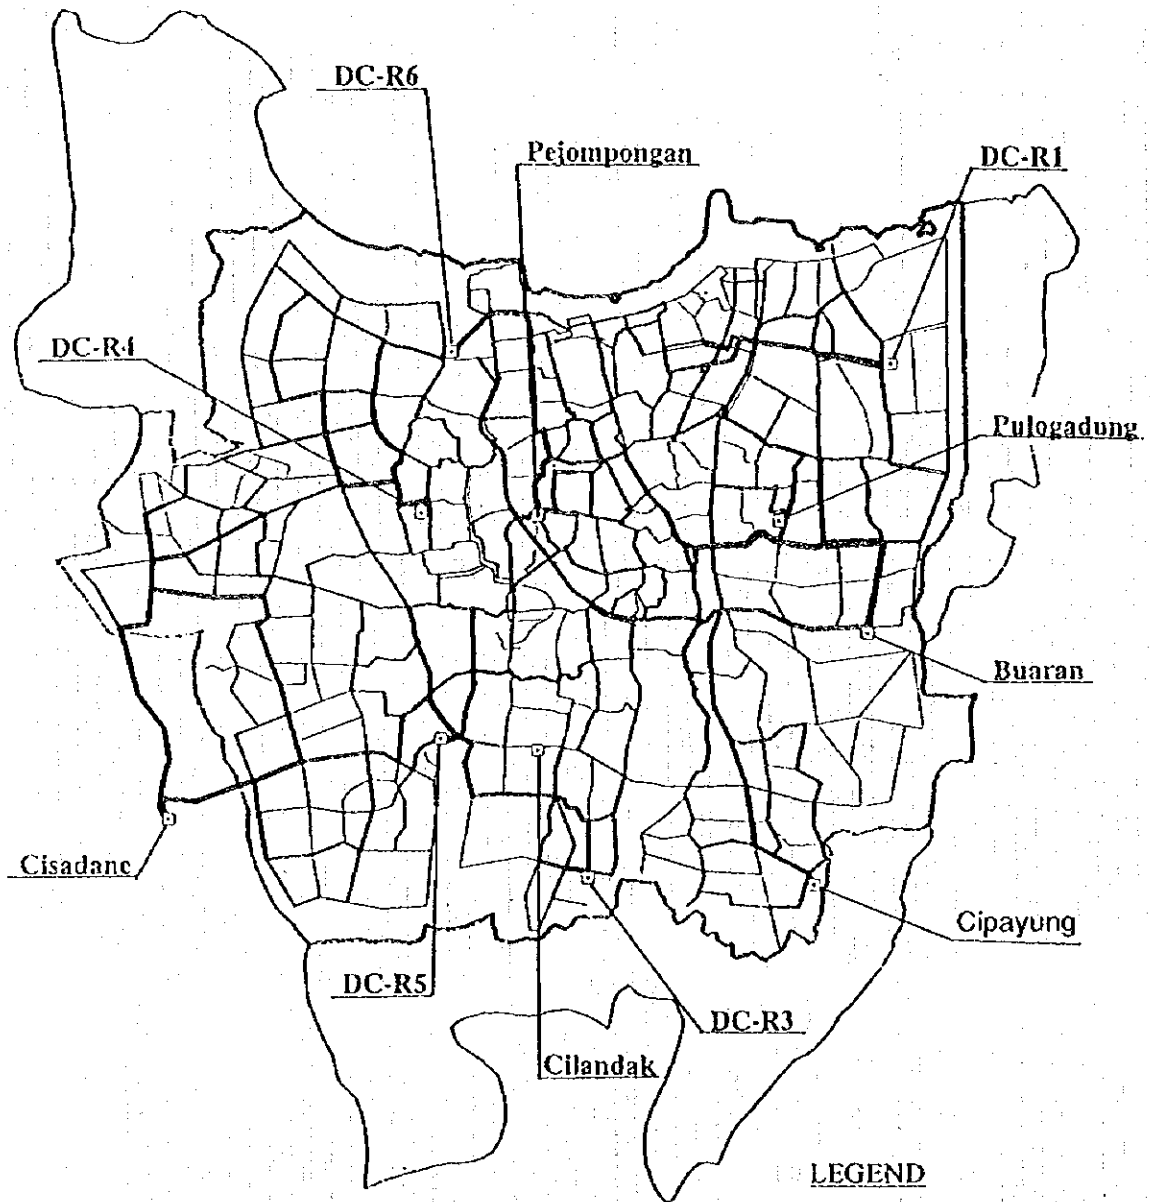 DC-R6
Pejompongan
DC-R1
DC-R4
Pulogadung
Buaran
Cisadane
Cipayung
DC-R5
DC-R3
Cilandak
LEGEND